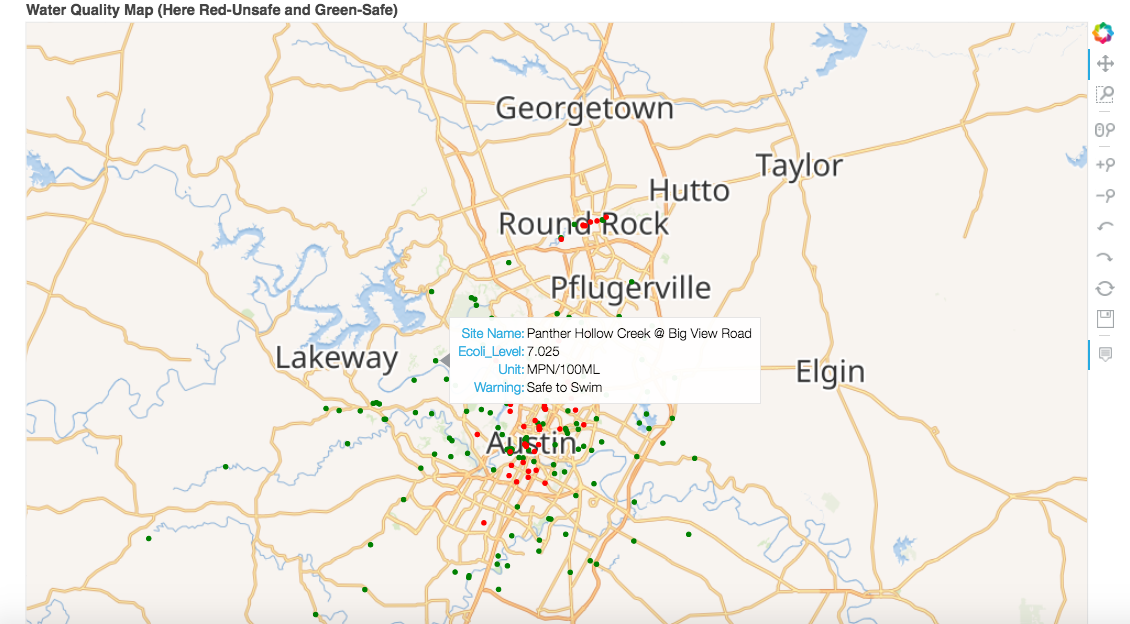 Water Quality Map (Here Red-Unsafe and Green-Safe)
Georgetown
Taylor
Hutto
Round Rock
Pflugerville
Site Name: Panther Hollow Creek @ Big View Road
Ecoli_Level: 7.025
Unit: MPN/100ML
Warning: Safe to Swim
Lakeway
Elgin
Austin